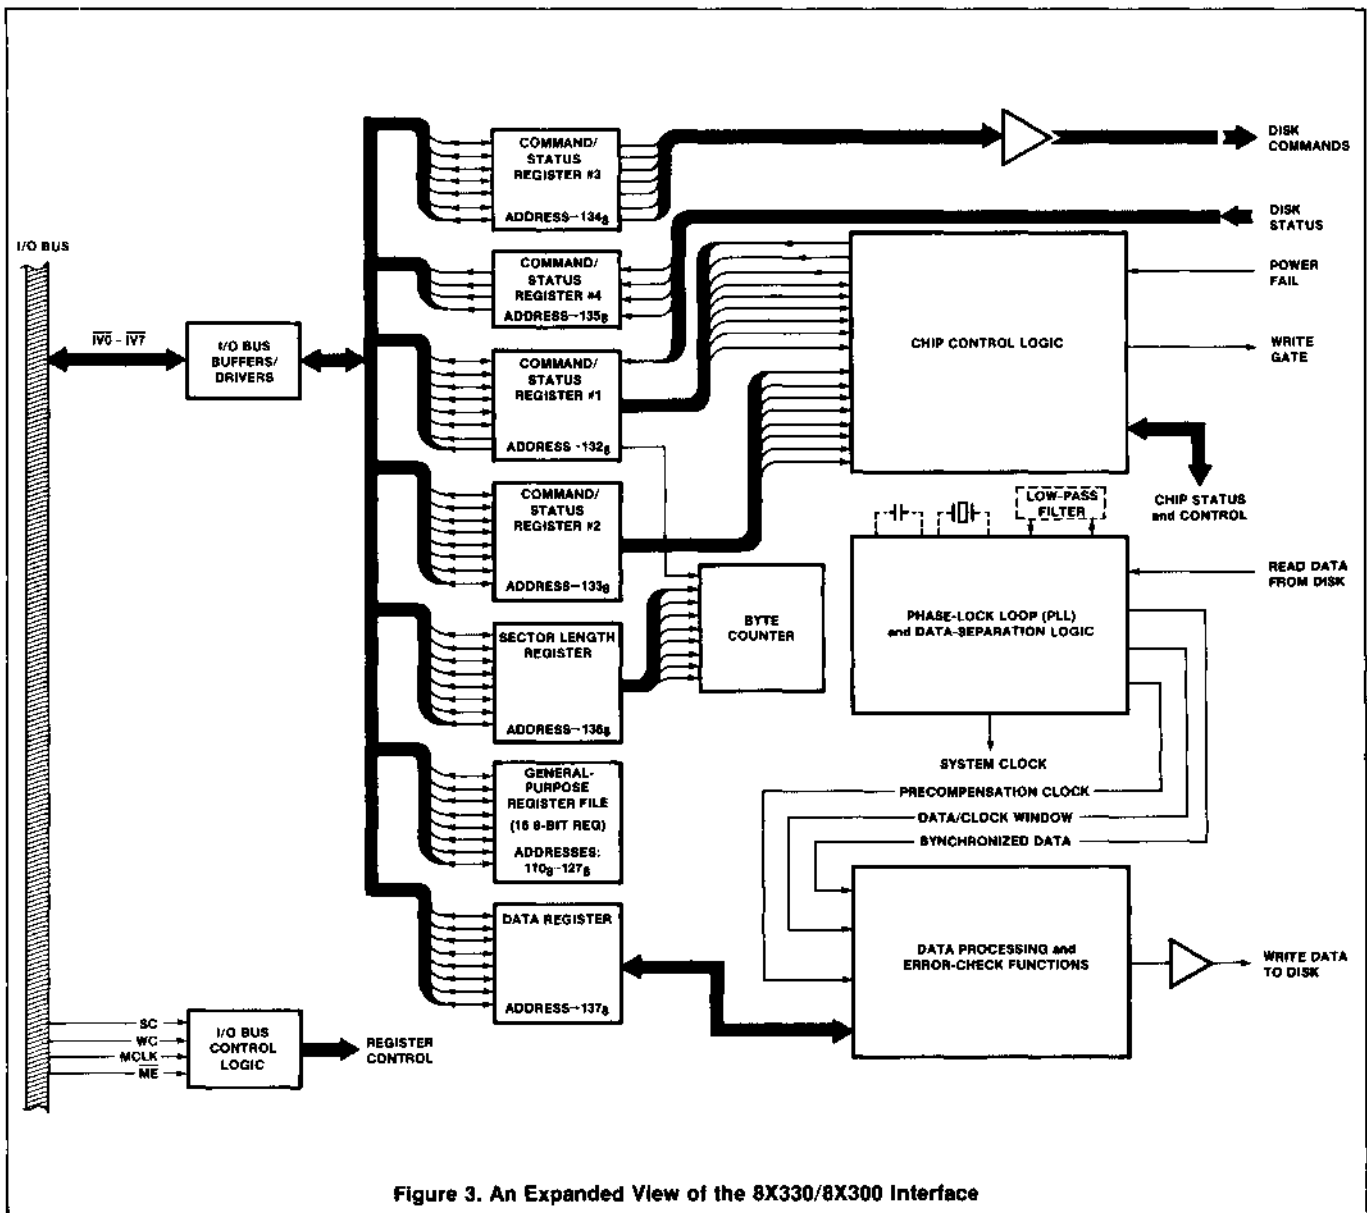 COMMAND/
STATUS
REGISTER #3
ADDRESS–134₈
DISK
COMMANDS
DISK
STATUS
I/O BUS
COMMAND/
STATUS
REGISTER #4
ADDRESS–135₈
POWER
FAIL
I̅V̅0̅ – I̅V̅7̅
I/O BUS
BUFFERS/
DRIVERS
COMMAND/
STATUS
REGISTER #1
ADDRESS–132₈
CHIP CONTROL LOGIC
WRITE
GATE
COMMAND/
STATUS
REGISTER #2
ADDRESS–133₈
LOW-PASS
FILTER
CHIP STATUS
and CONTROL
READ DATA
FROM DISK
BYTE
COUNTER
PHASE-LOCK LOOP (PLL)
and DATA-SEPARATION LOGIC
SECTOR LENGTH
REGISTER
ADDRESS–136₈
SYSTEM CLOCK
PRECOMPENSATION CLOCK
DATA/CLOCK WINDOW
SYNCHRONIZED DATA
GENERAL-
PURPOSE
REGISTER FILE
(16 8-BIT REG)
ADDRESSES:
110₈–127₈
DATA REGISTER
ADDRESS–137₈
DATA PROCESSING and
ERROR-CHECK FUNCTIONS
WRITE DATA
TO DISK
SC
WC
MCLK
M̅E̅
I/O BUS
CONTROL
LOGIC
REGISTER
CONTROL
Figure 3. An Expanded View of the 8X330/8X300 Interface